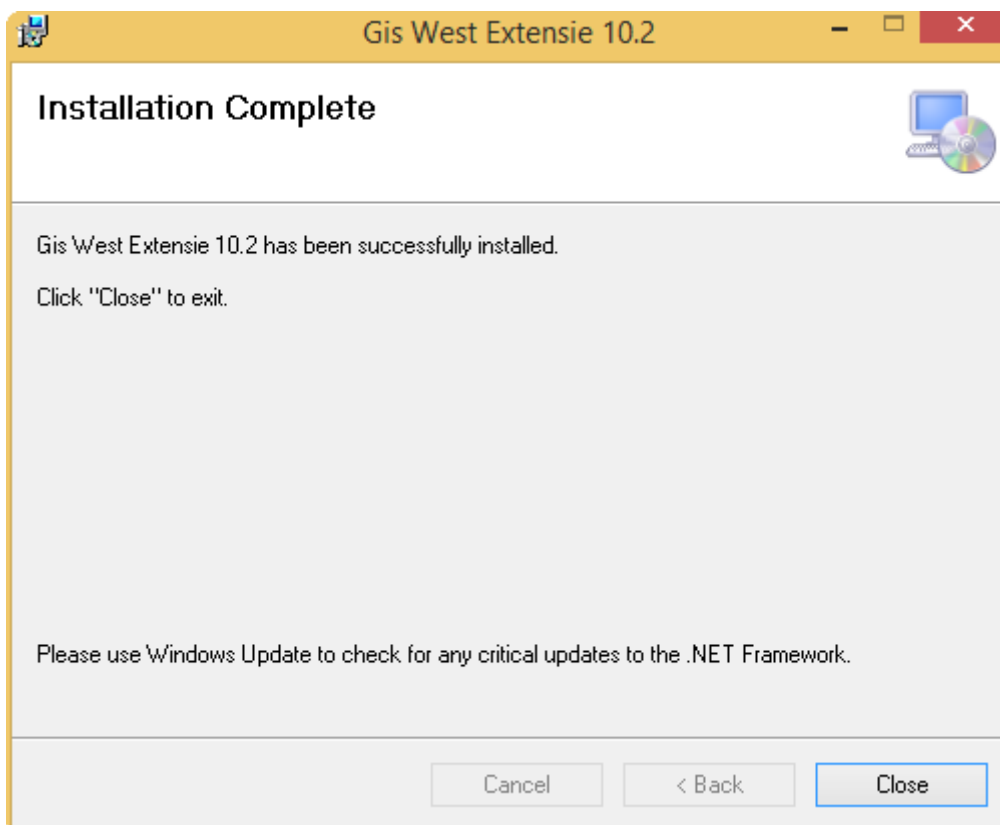 Gis West Extensie 10.2
Installation Complete
Gis West Extensie 10.2 has been successfully installed.
Click "Close" to exit.
Please use Windows Update to check for any critical updates to the .NET Framework.
Cancel
< Back
Close